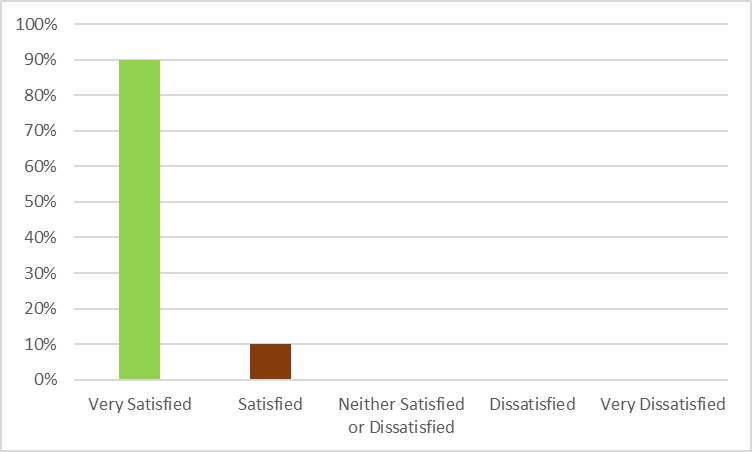 100%
90%
80%
70%
60%
50%
40%
30%
20%
10%
0%
Very Satisfied
Satisfied
Neither Satisfied
or Dissatisfied
Dissatisfied
Very Dissatisfied